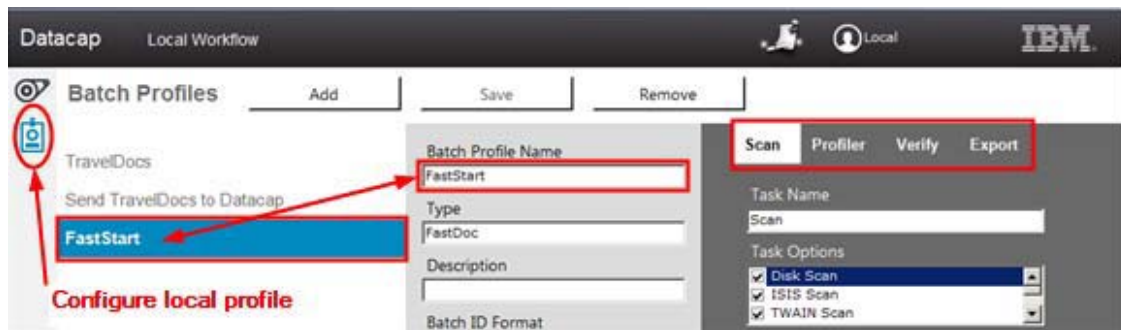 Datacap Local Workflow Local IBM.
Batch Profiles Add Save Remove
TravelDocs
Send TravelDocs to Datacap
FastStart
Configure local profile
Batch Profile Name
FastStart
Type
FastDoc
Description
Batch ID Format
Scan Profiler Verify Export
Task Name
Scan
Task Options
Disk Scan
ISIS Scan
TWAIN Scan